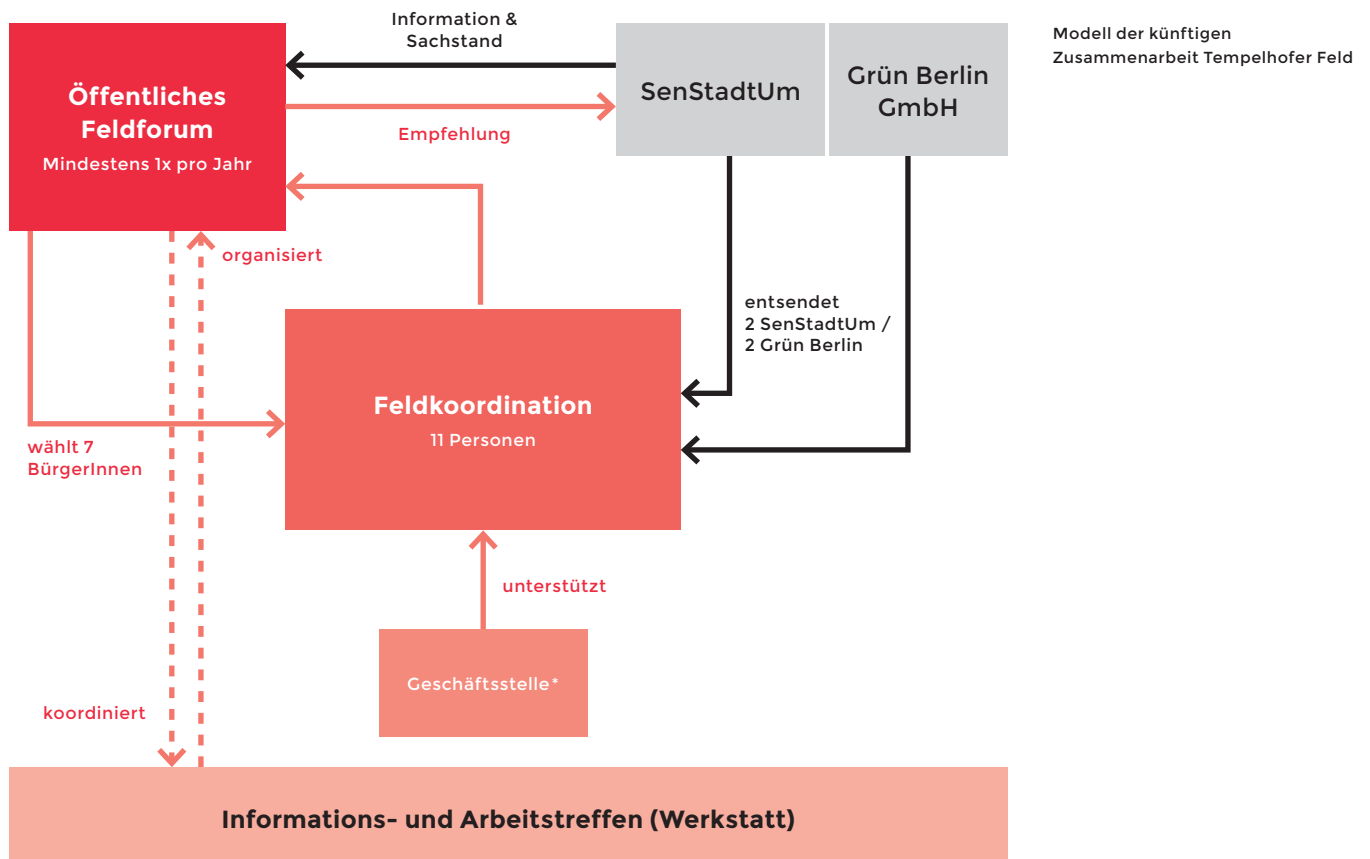 Information &
Sachstand
Modell der künftigen
Zusammenarbeit Tempelhofer Feld
Öffentliches
Feldforum
Mindestens 1x pro Jahr
SenStadtUm
Grün Berlin
GmbH
Empfehlung
organisiert
entsendet
2 SenStadtUm /
2 Grün Berlin
Feldkoordination
11 Personen
wählt 7
BürgerInnen
unterstützt
Geschäftsstelle*
koordiniert
Informations- und Arbeitstreffen (Werkstatt)